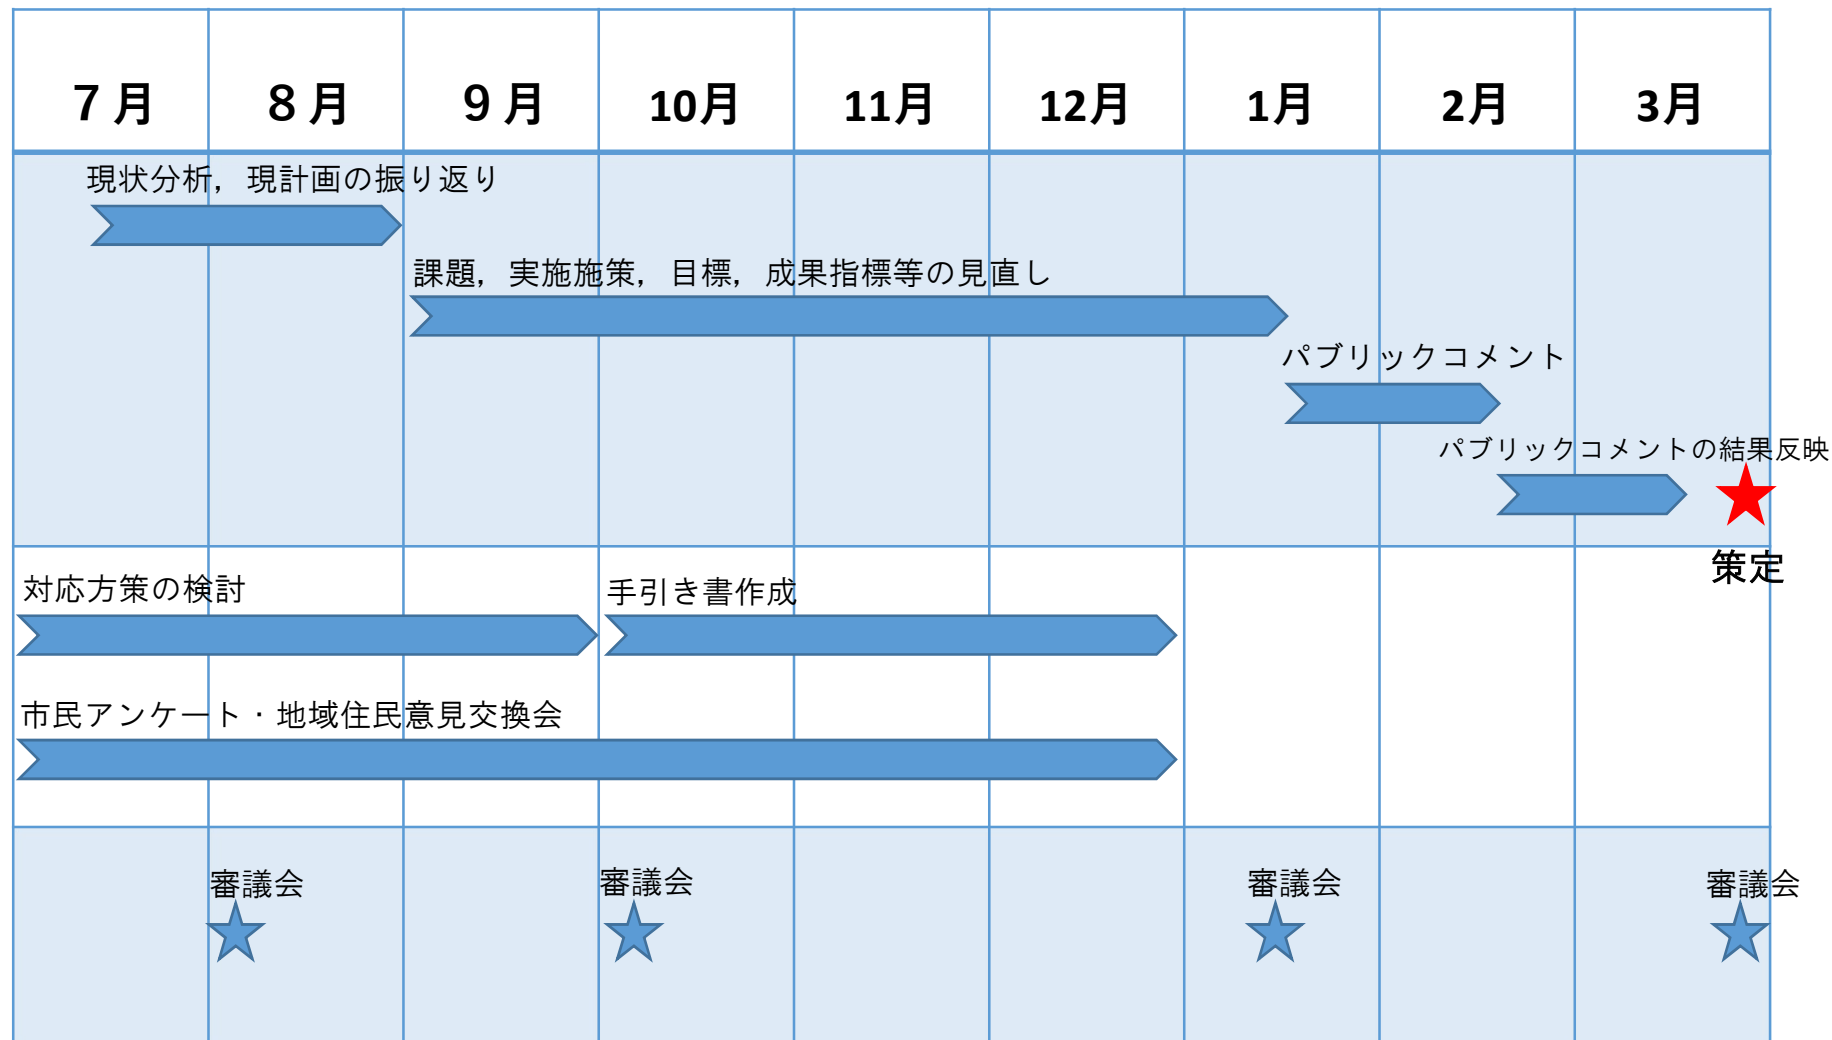 ７月 ８月 ９月 10月 11月 12月 1月 2月 3月
現状分析，現計画の振り返り
課題，実施施策，目標，成果指標等の見直し
パブリックコメント
パブリックコメントの結果反映
策定
対応方策の検討
手引き書作成
市民アンケート・地域住民意見交換会
審議会
審議会
審議会
審議会